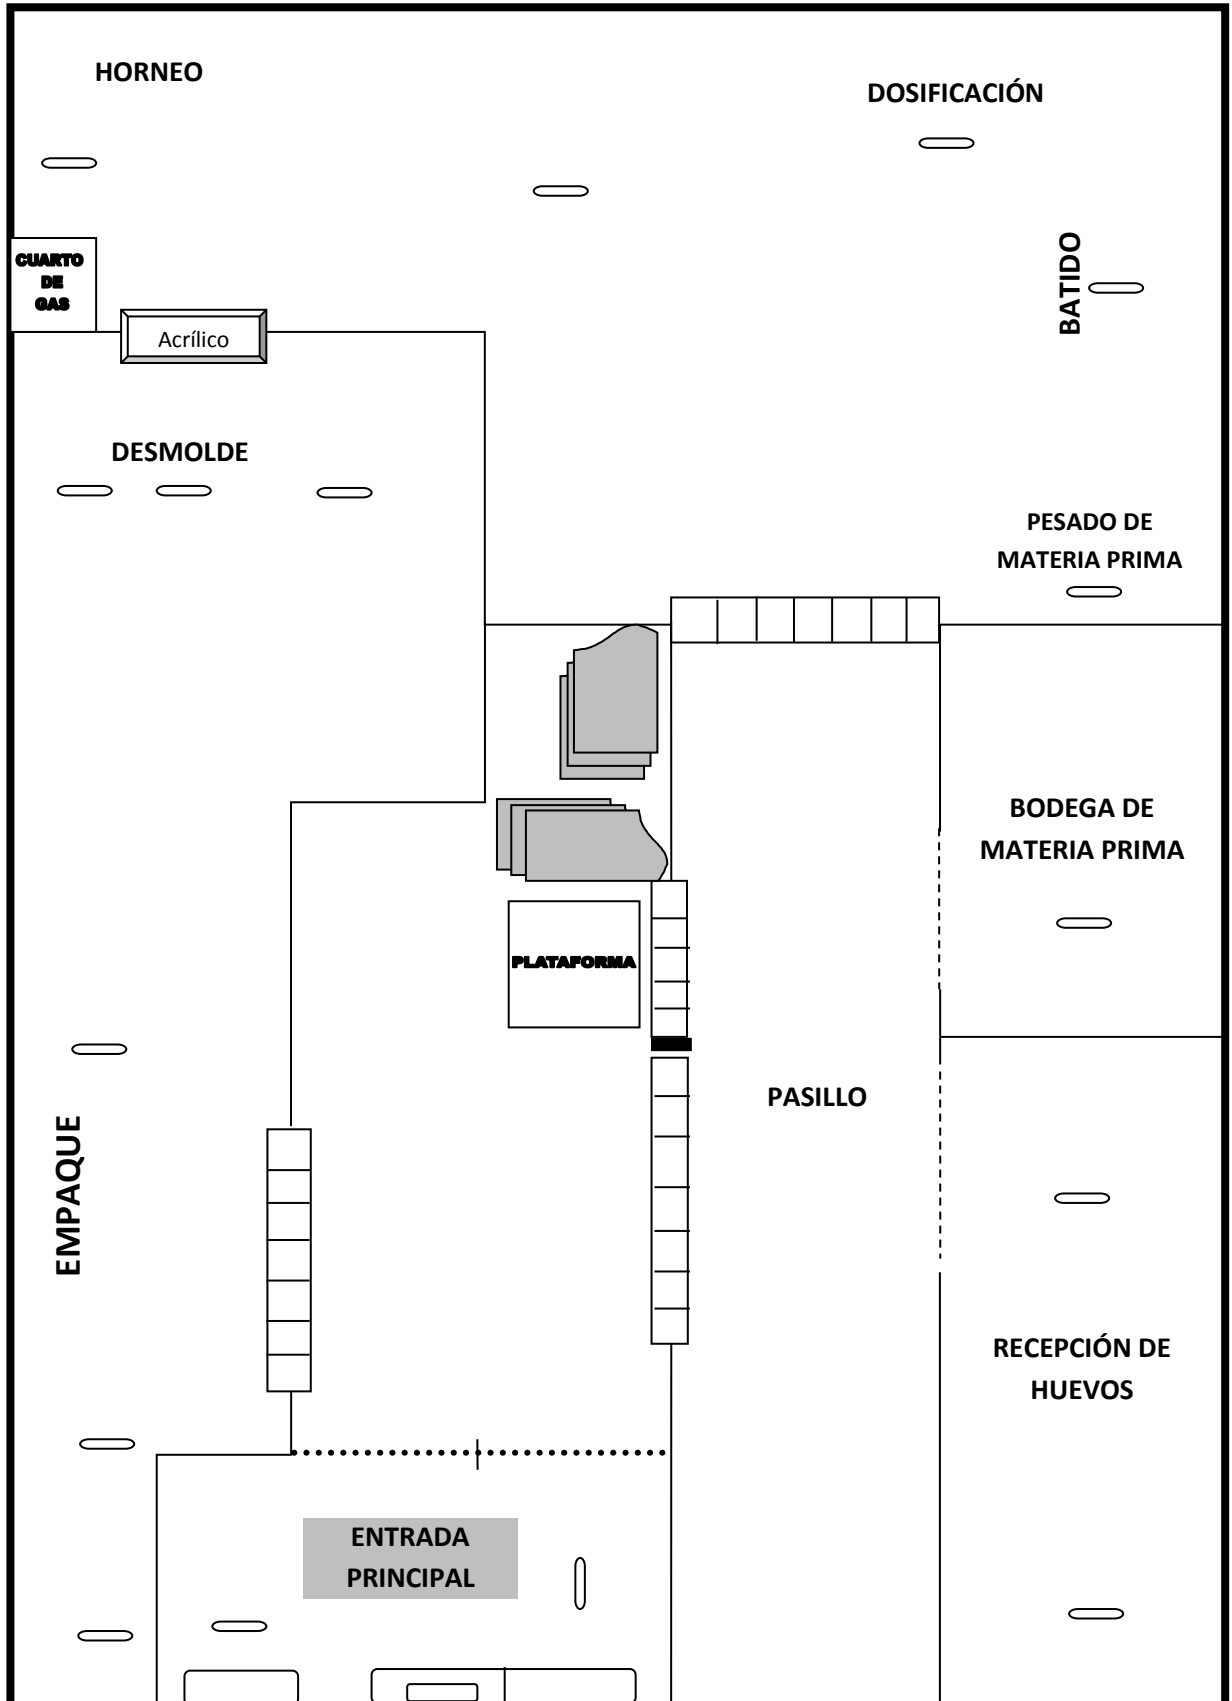 HORNEO
DOSIFICACIÓN
CUARTO
DE
GAS
BATIDO
Acrílico
DESMOLDE
PESADO DE
MATERIA PRIMA
BODEGA DE
MATERIA PRIMA
PLATAFORMA
PASILLO
EMPAQUE
RECEPCIÓN DE
HUEVOS
ENTRADA
PRINCIPAL